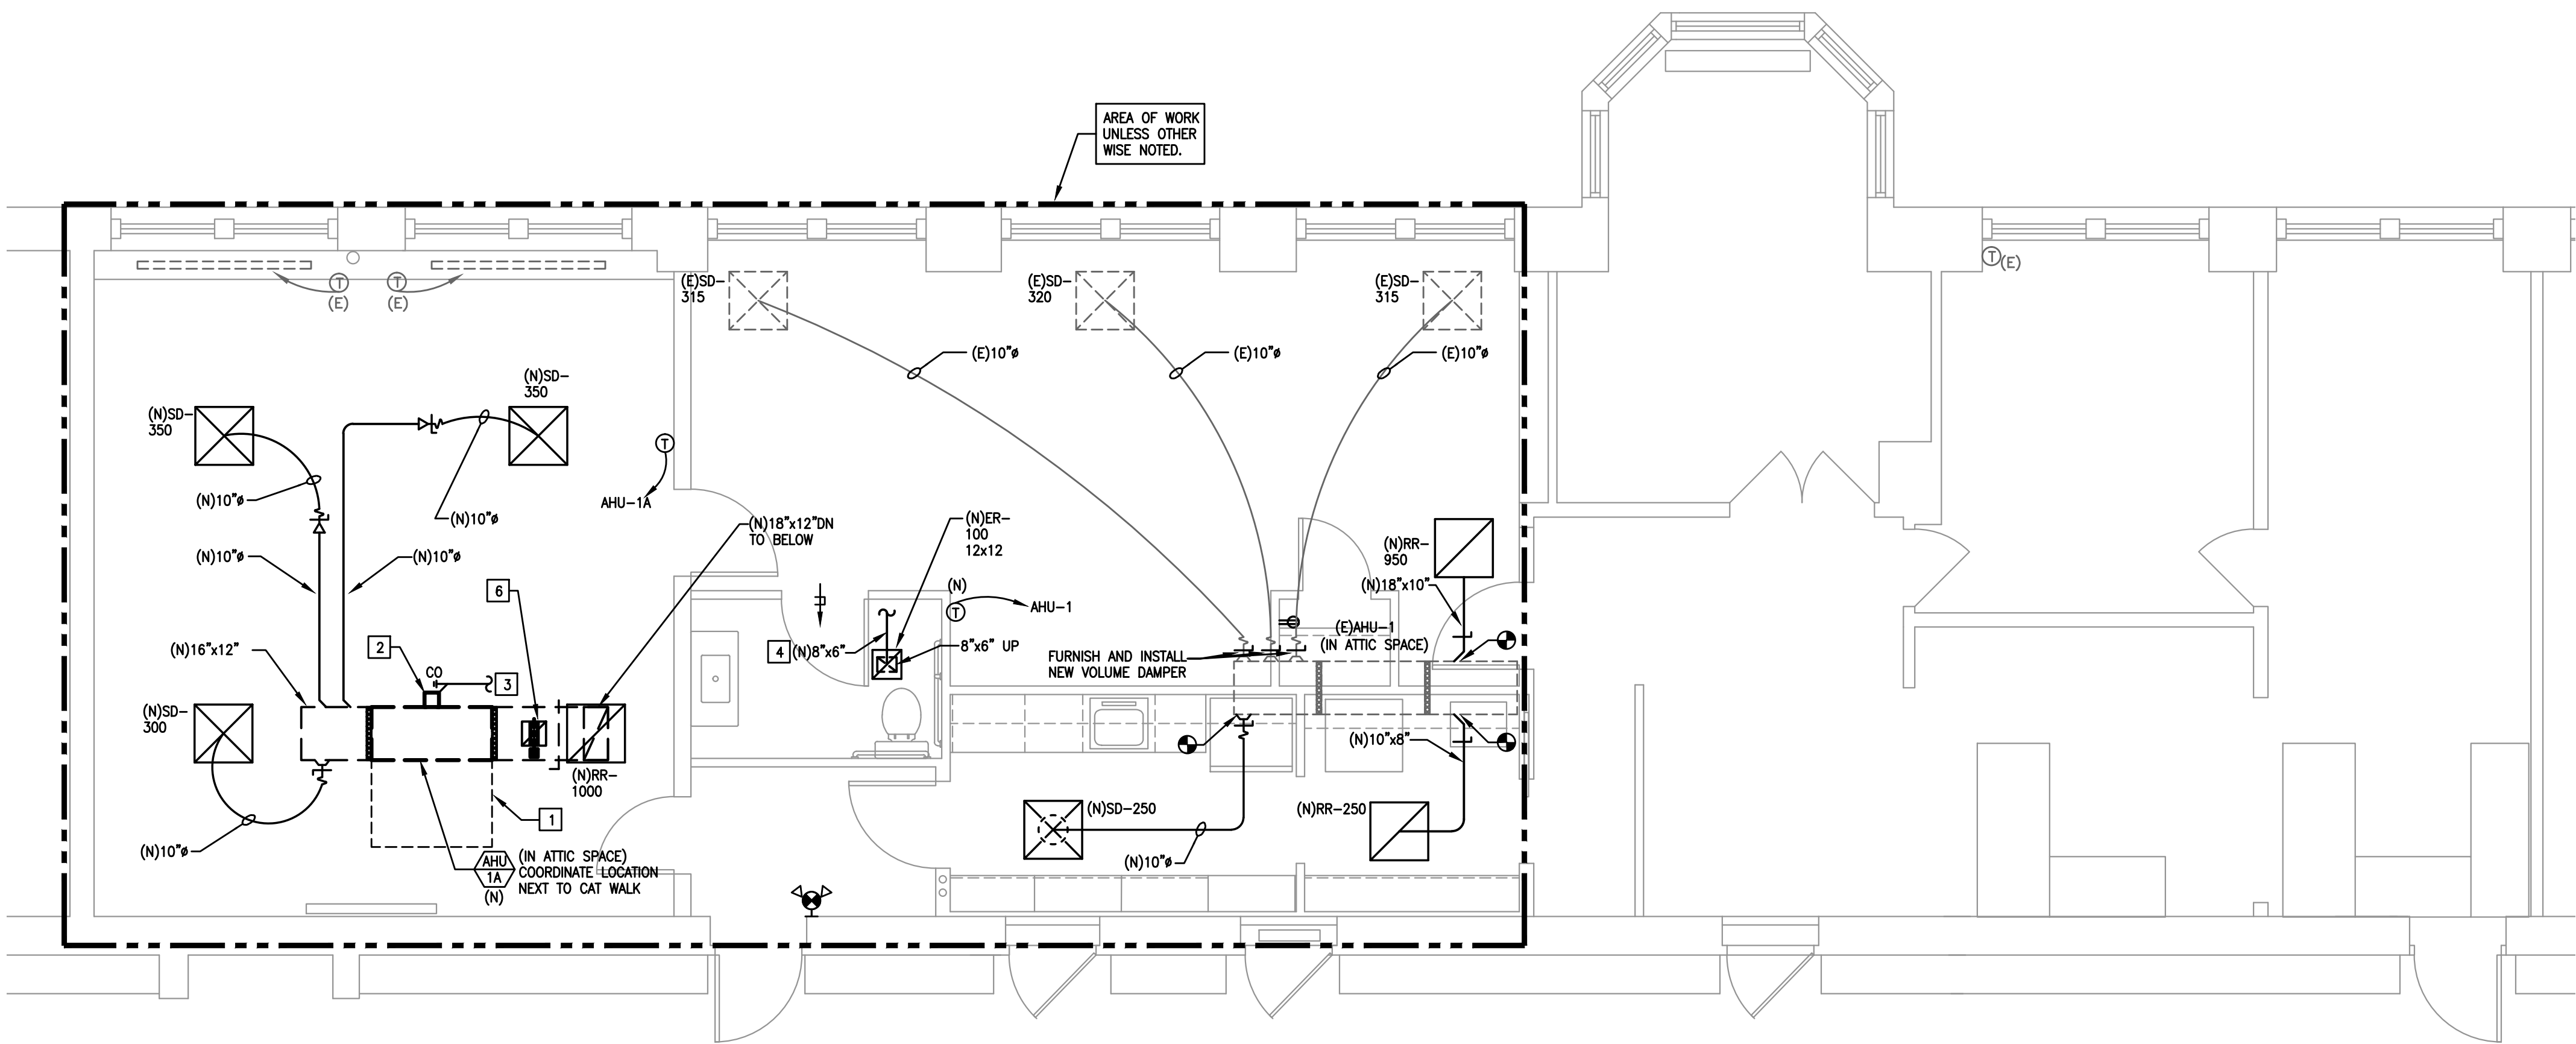 AREA OF WORK
UNLESS OTHER
WISE NOTED.
T
(E)
T
(E)
(E)SD-
315
(E)SD-
320
(E)SD-
315
T
(E)
(E)10"ø
(E)10"ø
(E)10"ø
(N)SD-
350
(N)SD-
350
(N)10"ø
(N)10"ø
T
AHU-1A
(N)18"x12"DN
TO BELOW
(N)ER-
100
12x12
(N)RR-
950
(N)10"ø
(N)10"ø
6
(N)
T
AHU-1
(N)18"x10"
(E)AHU-1
(IN ATTIC SPACE)
(N)16"x12"
2
4
(N)8"x6"
8"x6" UP
FURNISH AND INSTALL
NEW VOLUME DAMPER
CO
3
(N)SD-
300
(N)10"x8"
(N)RR-
1000
1
(N)SD-250
(N)RR-250
(N)10"ø
(N)10"ø
AHU
1A
(N)
(IN ATTIC SPACE)
COORDINATE LOCATION
NEXT TO CAT WALK